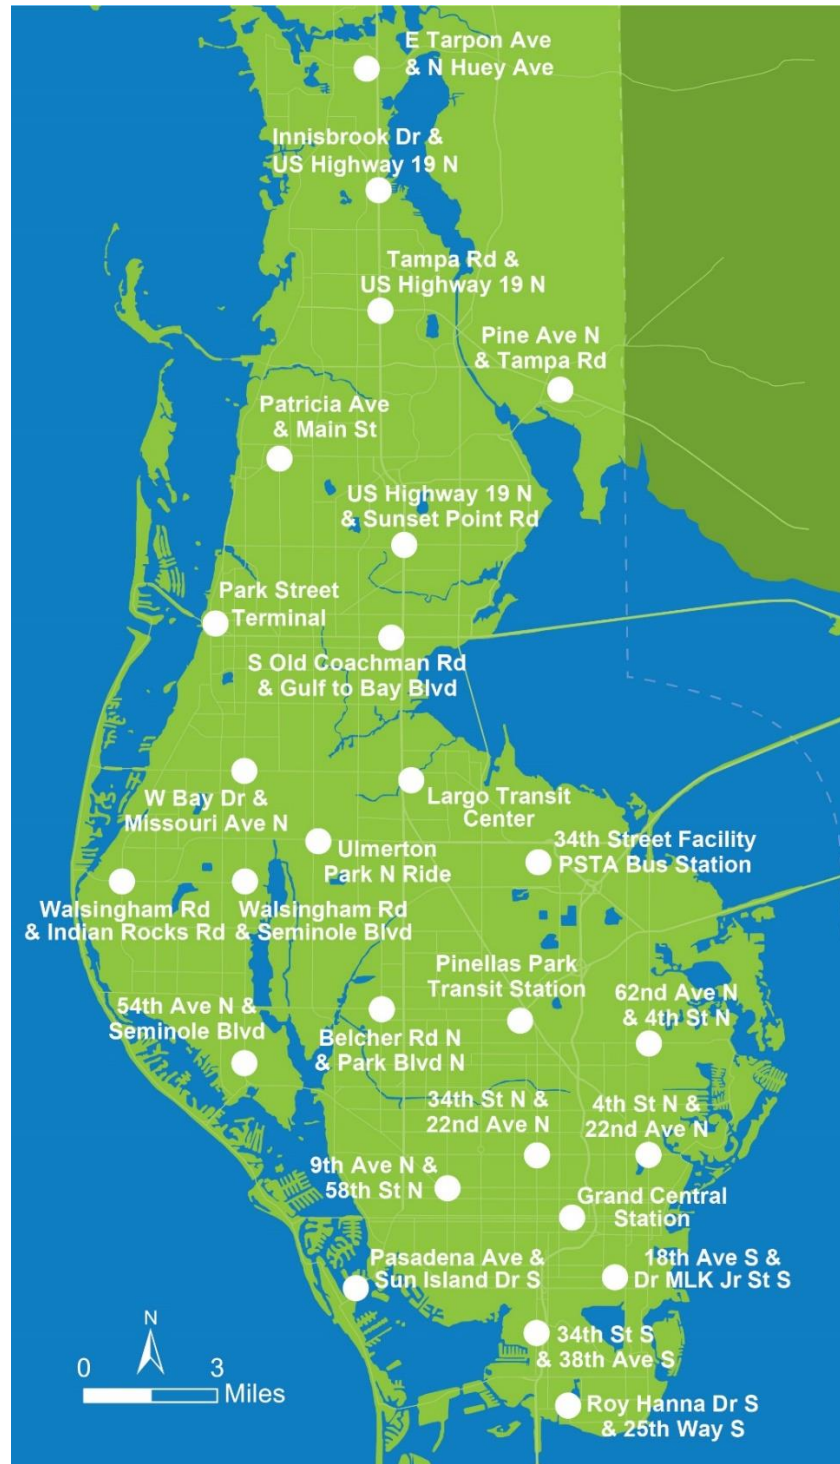 E Tarpon Ave
& N Huey Ave
Innisbrook Dr &
US Highway 19 N
Tampa Rd &
US Highway 19 N
Pine Ave N
& Tampa Rd
Patricia Ave
& Main St
US Highway 19 N
& Sunset Point Rd
Park Street
Terminal
S Old Coachman Rd
& Gulf to Bay Blvd
W Bay Dr &
Missouri Ave N
Largo Transit
Center
Ulmerton
Park N Ride
34th Street Facility
PSTA Bus Station
Walsingham Rd
& Indian Rocks Rd
Walsingham Rd
& Seminole Blvd
Pinellas Park
Transit Station
54th Ave N &
Seminole Blvd
Belcher Rd N
& Park Blvd N
62nd Ave N
& 4th St N
34th St N &
22nd Ave N
4th St N &
22nd Ave N
9th Ave N &
58th St N
Grand Central
Station
Pasadena Ave &
Sun Island Dr S
18th Ave S &
Dr MLK Jr St S
34th St S
& 38th Ave S
Roy Hanna Dr S
& 25th Way S
N
0 3
Miles